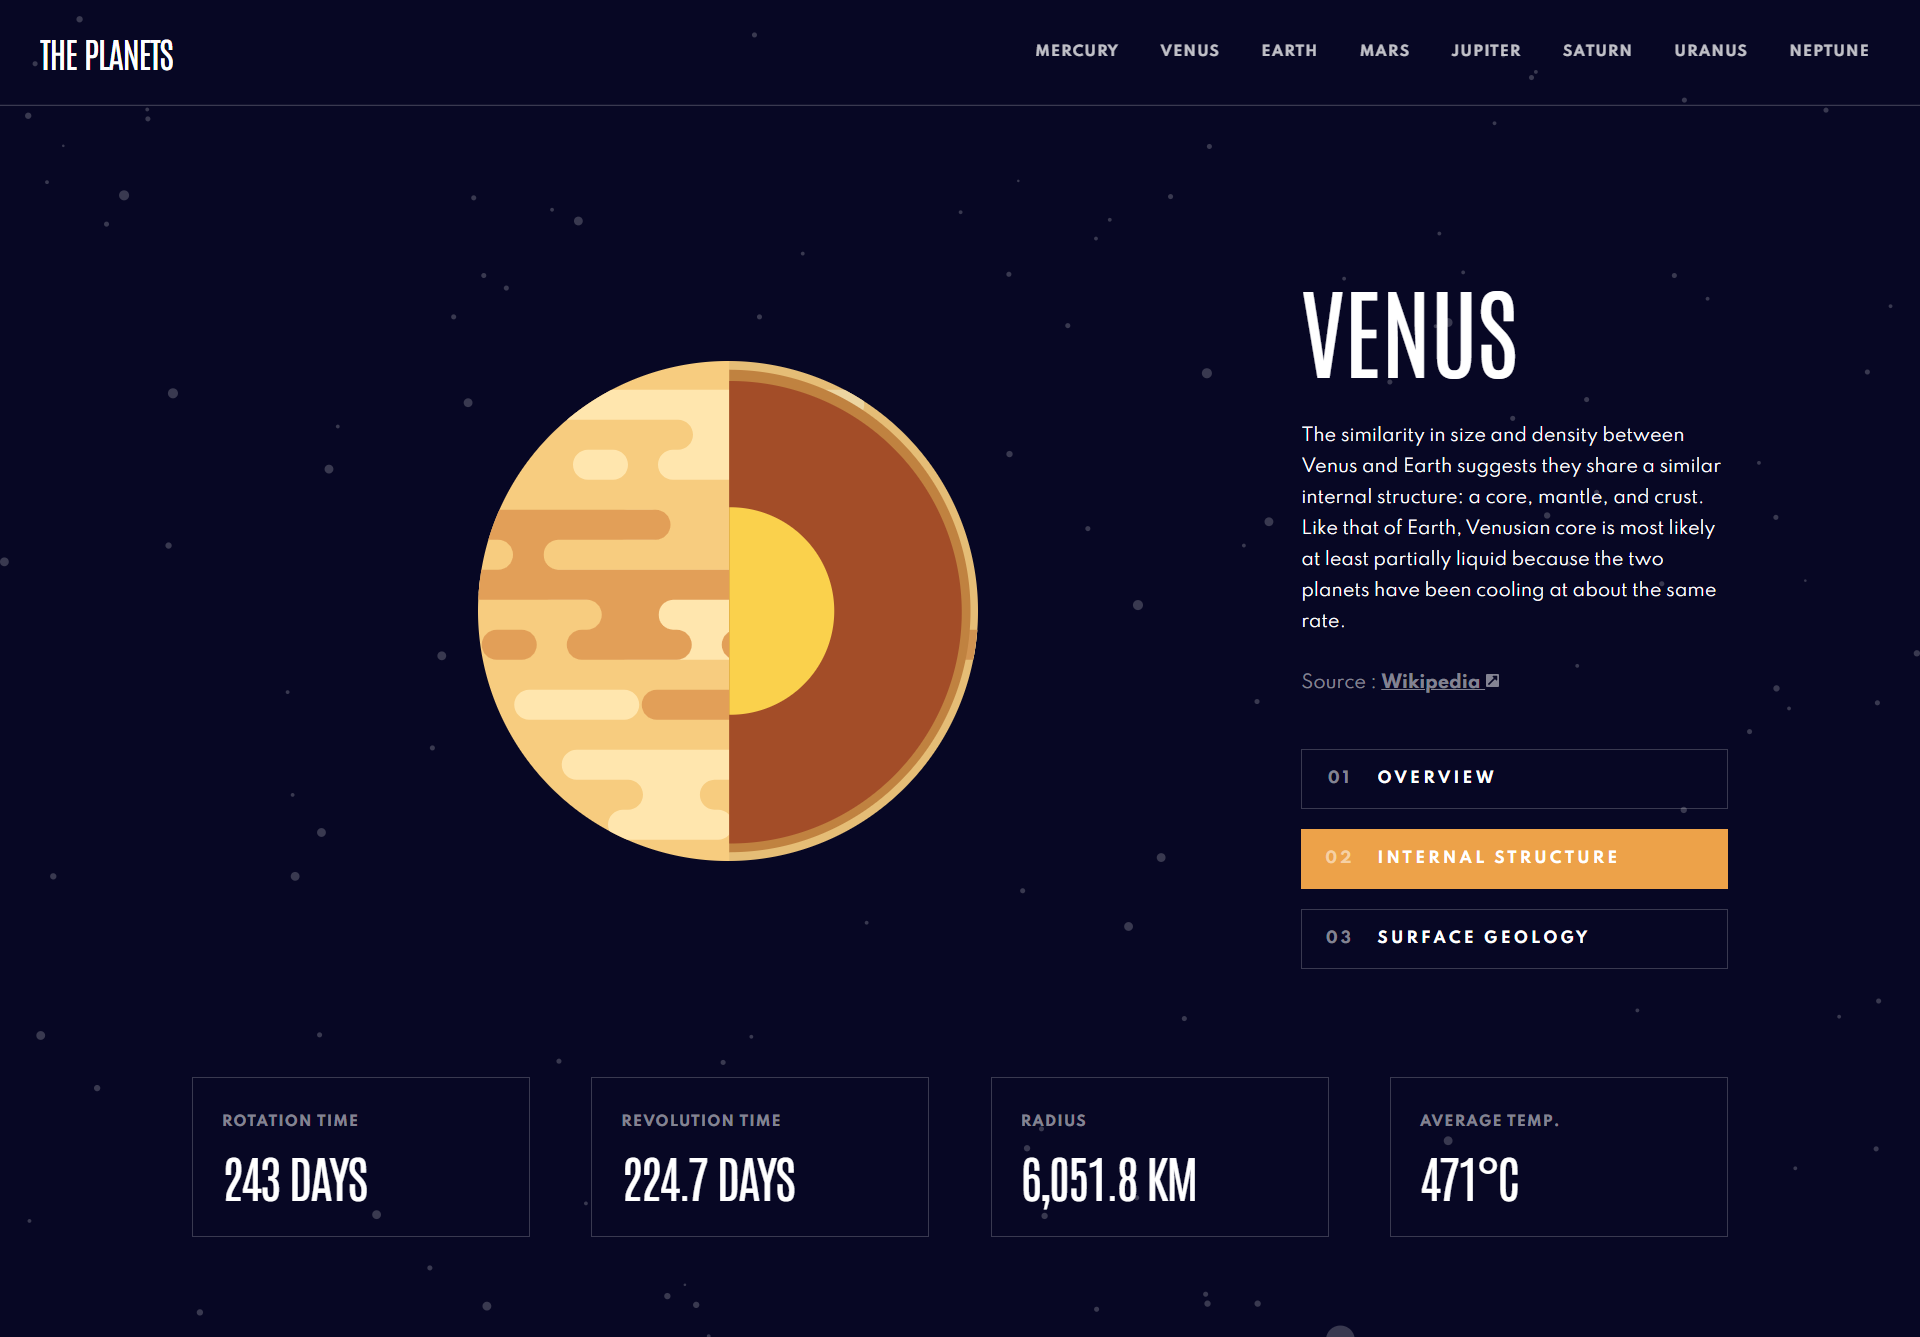 THE PLANETS
MERCURY VENUS EARTH MARS JUPITER SATURN URANUS NEPTUNE
VENUS
The similarity in size and density between
Venus and Earth suggests they share a similar
internal structure: a core, mantle, and crust.
Like that of Earth, Venusian core is most likely
at least partially liquid because the two
planets have been cooling at about the same
rate.
Source : Wikipedia
01 OVERVIEW
02 INTERNAL STRUCTURE
03 SURFACE GEOLOGY
ROTATION TIME
243 DAYS
REVOLUTION TIME
224.7 DAYS
RADIUS
6,051.8 KM
AVERAGE TEMP.
471°C